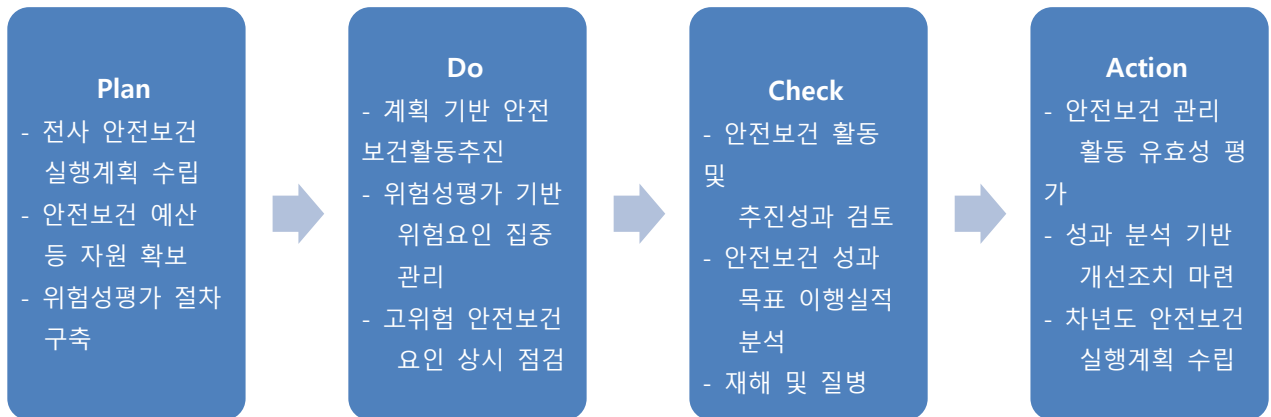 Plan
- 전사 안전보건
실행계획 수립
- 안전보건 예산
등 자원 확보
- 위험성평가 절차
구축
Do
- 계획 기반 안전
보건활동추진
- 위험성평가 기반
위험요인 집중
관리
- 고위험 안전보건
요인 상시 점검
Check
- 안전보건 활동
및
추진성과 검토
- 안전보건 성과
목표 이행실적
분석
- 재해 및 질병
Action
- 안전보건 관리
활동 유효성 평
가
- 성과 분석 기반
개선조치 마련
- 차년도 안전보건
실행계획 수립